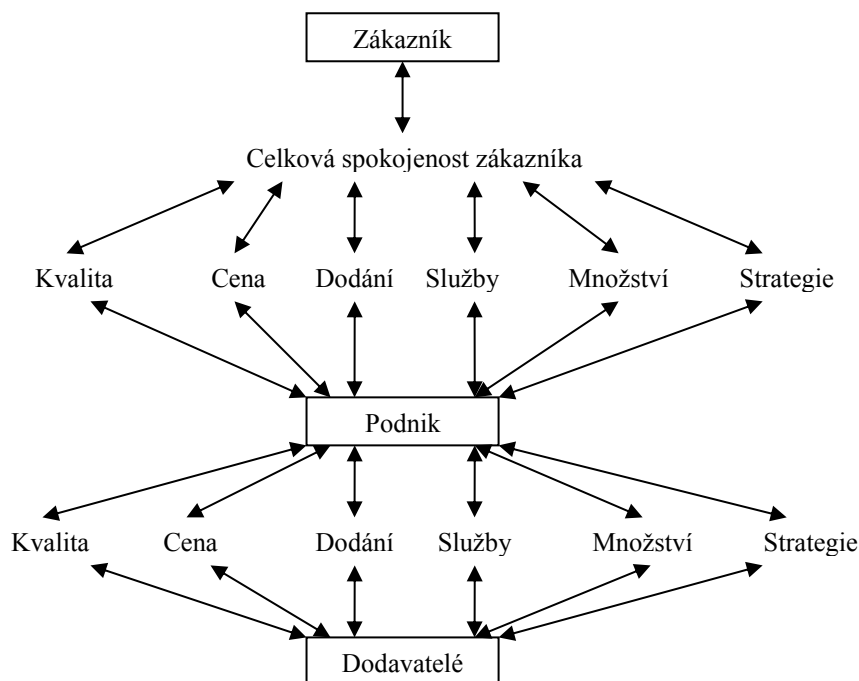 Zákazník
Celková spokojenost zákazníka
Kvalita Cena Dodání Služby Množství Strategie
Podnik
Kvalita Cena Dodání Služby Množství Strategie
Dodavatelé